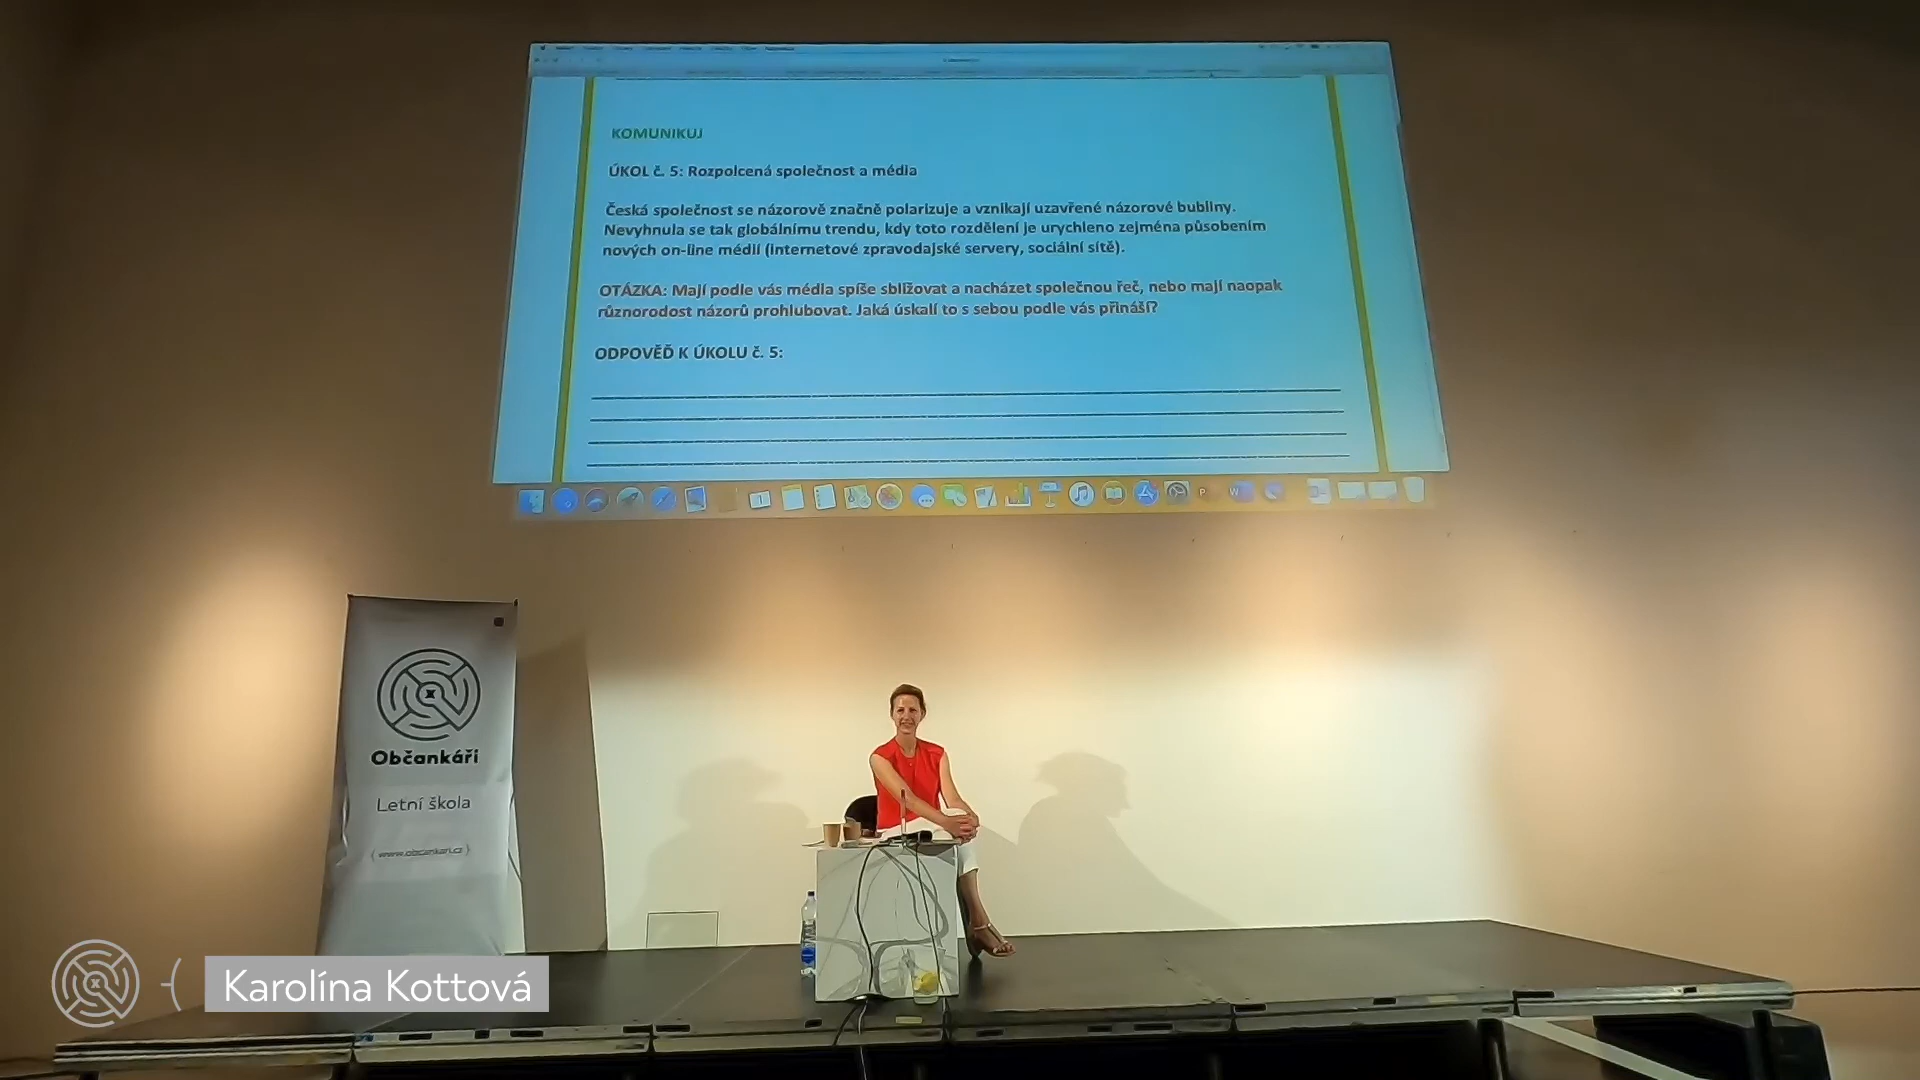 KOMUNIKUJ
ÚKOL č. 5: Rozpolcená společnost a média
Česká společnost se názorově značně polarizuje a vznikají uzavřené názorové bubliny.
Nevyhnula se tak globálnímu trendu, kdy toto rozdělení je urychleno zejména působením
nových on-line médií (internetové zpravodajské servery, sociální sítě).
OTÁZKA: Mají podle vás média spíše sbližovat a nacházet společnou řeč, nebo mají naopak
různorodost názorů prohlubovat. Jaká úskalí to s sebou podle vás přináší?
ODPOVĚĎ K ÚKOLU č. 5:
Občankáři
Letní škola
(www.obcankari.cz)
Karolína Kottová